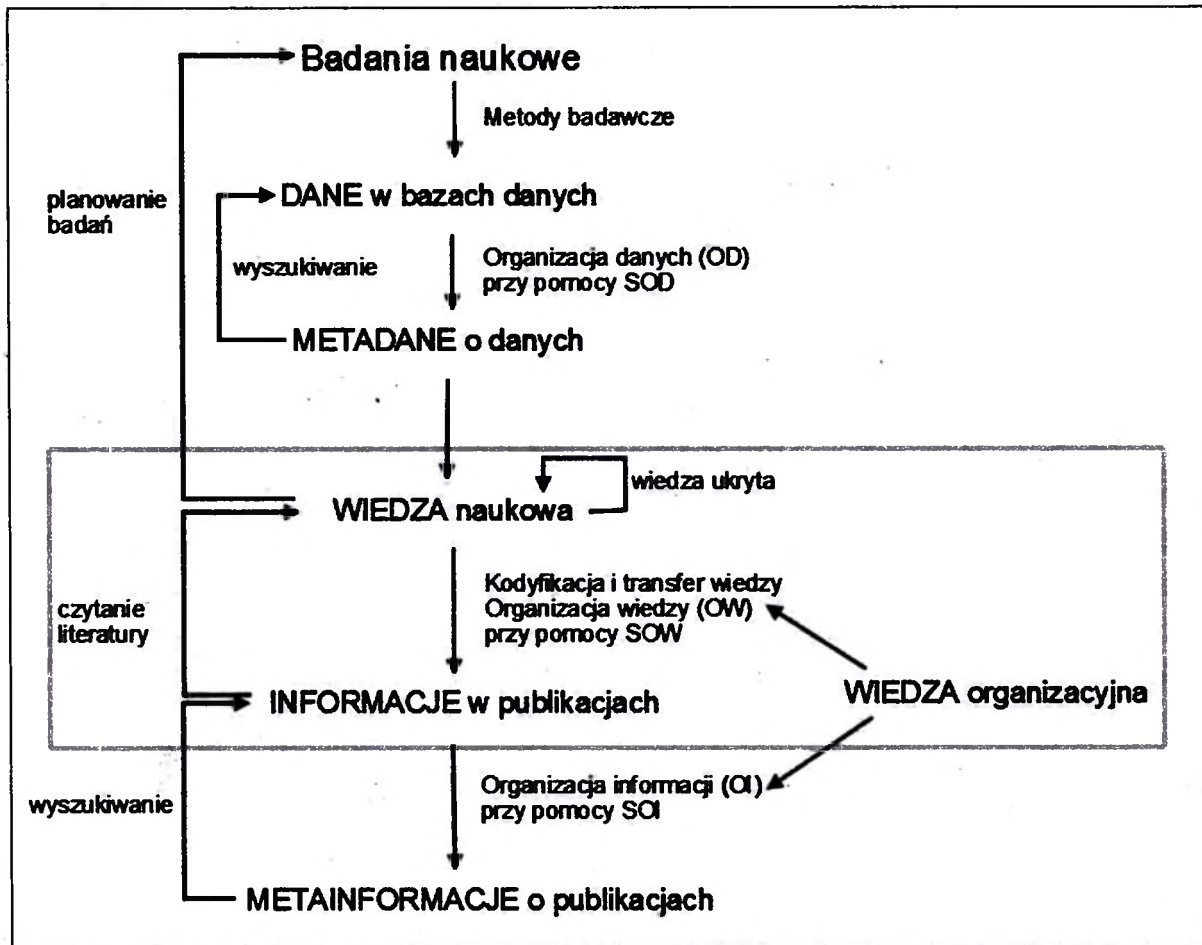 Badania naukowe
Metody badawcze
planowanie
badań
DANE w bazach danych
wyszukiwanie
Organizacja danych (OD)
przy pomocy SOD
METADANE o danych
wiedza ukryta
WIEDZA naukowa
czytanie
literatury
Kodyfikacja i transfer wiedzy
Organizacja wiedzy (OW)
przy pomocy SOW
INFORMACJE w publikacjach
WIEDZA organizacyjna
wyszukiwanie
Organizacja informacji (OI)
przy pomocy SOI
METAINFORMACJE o publikacjach